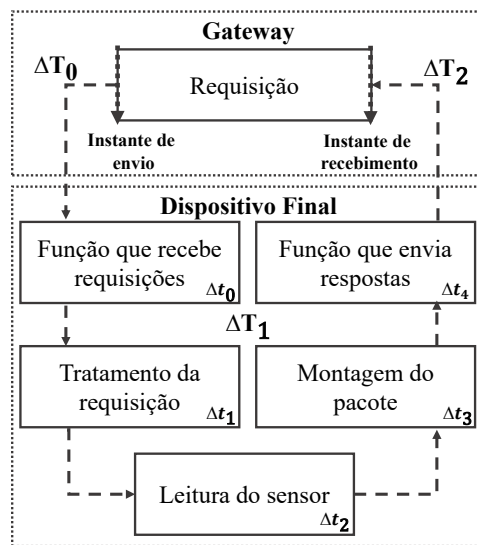 Gateway
ΔT₀
Requisição
ΔT₂
Instante de
envio
Instante de
recebimento
Dispositivo Final
Função que recebe
requisições
Δt₀
Função que envia
respostas
Δt₄
ΔT₁
Tratamento da
requisição
Δt₁
Montagem do
pacote
Δt₃
Leitura do sensor
Δt₂